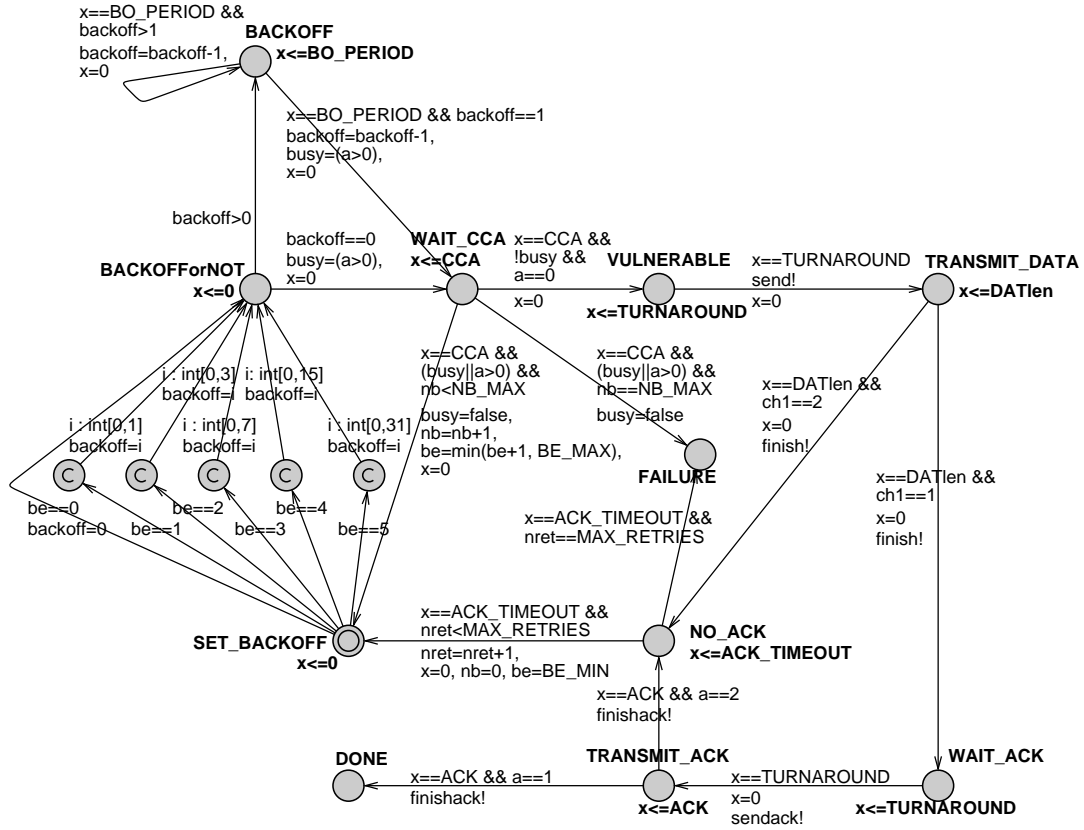 x==BO_PERIOD &&
backoff>1
backoff=backoff-1,
x=0
BACKOFF
x<=BO_PERIOD
x==BO_PERIOD && backoff==1
backoff=backoff-1,
busy=(a>0),
x=0
backoff>0
BACKOFForNOT
x<=0
backoff==0
busy=(a>0),
x=0
WAIT_CCA
x<=CCA
x==CCA &&
!busy &&
a==0
x=0
VULNERABLE
x<=TURNAROUND
x==TURNAROUND
send!
x=0
TRANSMIT_DATA
x<=DATlen
x==CCA &&
(busy||a>0) &&
nb<NB_MAX
busy=false,
nb=nb+1,
be=min(be+1, BE_MAX),
x=0
x==CCA &&
(busy||a>0) &&
nb==NB_MAX
busy=false
x==DATlen &&
ch1==2
x=0
finish!
i : int[0,3]
backoff=i
i: int[0,15]
backoff=i
i : int[0,1]
backoff=i
i : int[0,7]
backoff=i
i : int[0,31]
backoff=i
C
C
C
C
C
FAILURE
x==DATlen &&
ch1==1
x=0
finish!
be==0
backoff=0
be==1
be==2
be==3
be==4
be==5
x==ACK_TIMEOUT &&
nret==MAX_RETRIES
SET_BACKOFF
x<=0
x==ACK_TIMEOUT &&
nret<MAX_RETRIES
nret=nret+1,
x=0, nb=0, be=BE_MIN
NO_ACK
x<=ACK_TIMEOUT
x==ACK && a==2
finishack!
DONE
x==ACK && a==1
finishack!
TRANSMIT_ACK
x<=ACK
x==TURNAROUND
x=0
sendack!
WAIT_ACK
x<=TURNAROUND